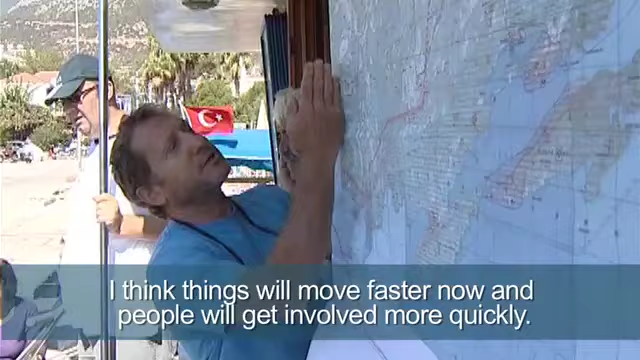 I think things will move faster now and
people will get involved more quickly.